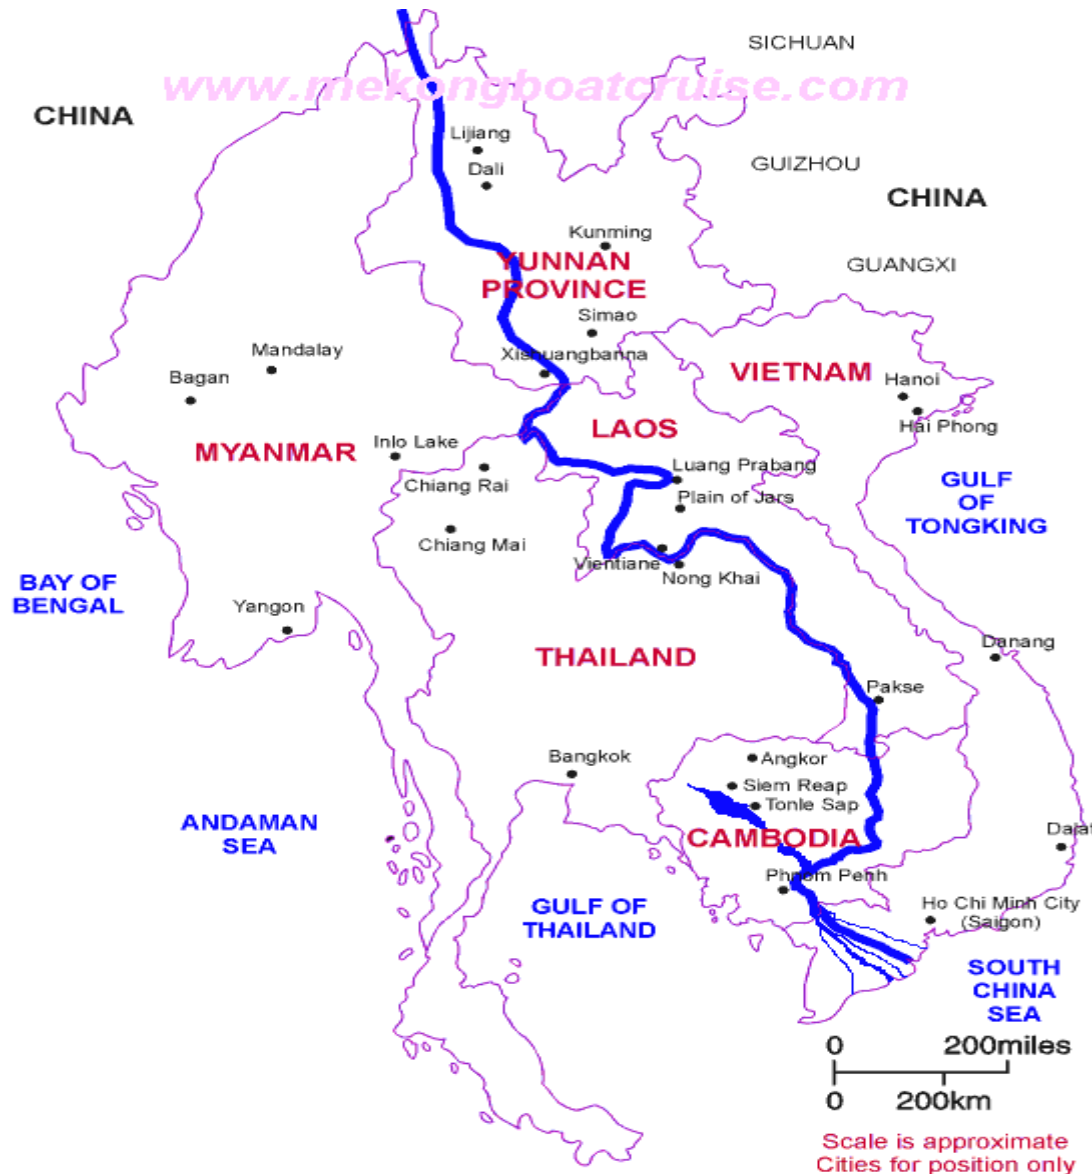 SICHUAN
www.mekongboatcruise.com
CHINA
Lijiang
Dali
GUIZHOU
CHINA
Kunming
YUNNAN
PROVINCE
GUANGXI
Simao
Mandalay
Xishuangbanna
Bagan
VIETNAM
Hanoi
Hai Phong
LAOS
MYANMAR
Inlo Lake
Chiang Rai
Luang Prabang
Plain of Jars
GULF
OF
TONGKING
Chiang Mai
Vientiane
Nong Khai
BAY OF
BENGAL
Yangon
Danang
THAILAND
Pakse
Bangkok
Angkor
Siem Reap
Tonle Sap
ANDAMAN
SEA
CAMBODIA
Dalat
Phnom Penh
GULF OF
THAILAND
Ho Chi Minh City
(Saigon)
SOUTH
CHINA
SEA
0 200miles
0 200km
Scale is approximate
Cities for position only